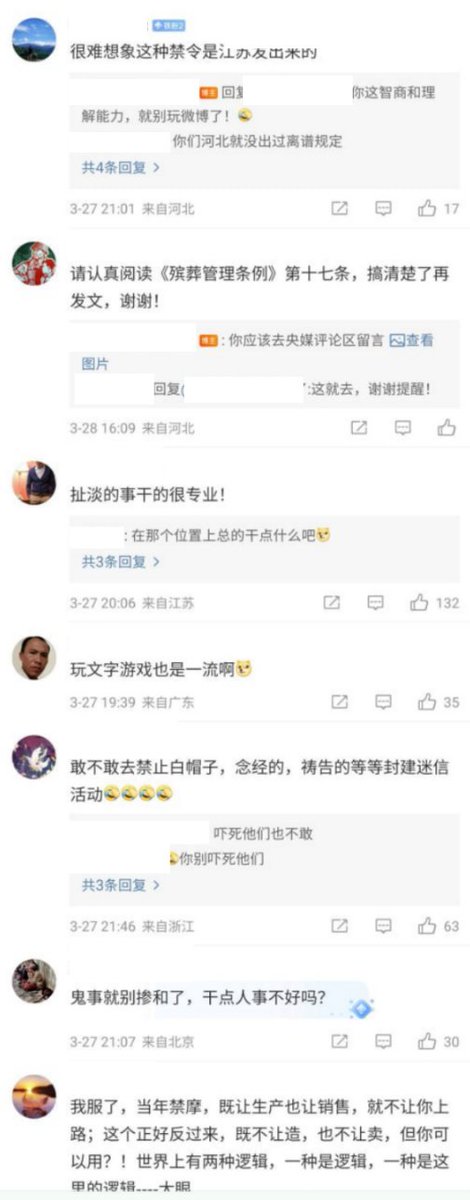 铁粉2
很难想象这种禁令是江苏发出来的
博主 回复 你这智商和理
解能力，就别玩微博了！
你们河北就没出过离谱规定
共4条回复 >
3-27 21:01 来自河北 17
请认真阅读《殡葬管理条例》第十七条，搞清楚了再
发文，谢谢！
博主 : 你应该去央媒评论区留言 查看
图片
回复( :这就去，谢谢提醒！
3-28 16:09 来自河北
扯淡的事干的很专业！
: 在那个位置上总的干点什么吧
共3条回复 >
3-27 20:06 来自江苏 132
玩文字游戏也是一流啊
3-27 19:39 来自广东 35
敢不敢去禁止白帽子，念经的，祷告的等等封建迷信
活动
吓死他们也不敢
你别吓死他们
共3条回复 >
3-27 21:46 来自浙江 63
鬼事就别掺和了，干点人事不好吗？
3-27 21:07 来自北京 30
我服了，当年禁摩，既让生产也让销售，就不让你上
路；这个正好反过来，既不让造，也不让卖，但你可
以用？！世界上有两种逻辑，一种是逻辑，一种是这
里的逻辑----大眼